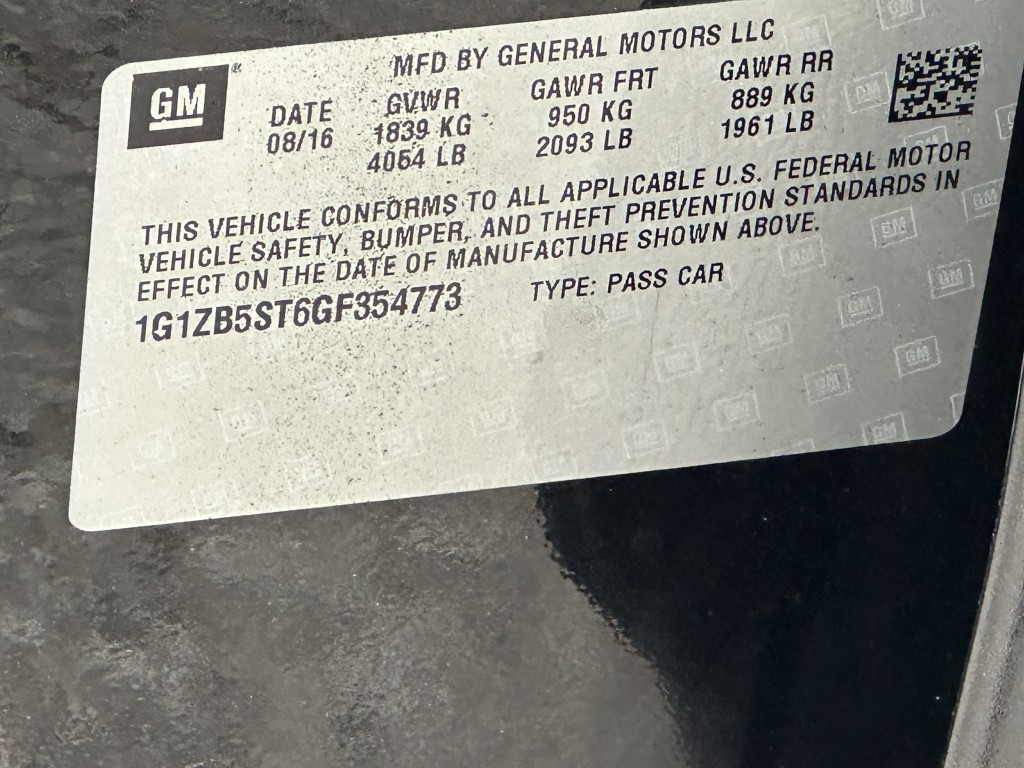 GM®
MFD BY GENERAL MOTORS LLC
DATE GVWR GAWR FRT GAWR RR
08/16 1839 KG 950 KG 889 KG
4054 LB 2093 LB 1961 LB
THIS VEHICLE CONFORMS TO ALL APPLICABLE U.S. FEDERAL MOTOR
VEHICLE SAFETY, BUMPER, AND THEFT PREVENTION STANDARDS IN
EFFECT ON THE DATE OF MANUFACTURE SHOWN ABOVE.
1G1ZB5ST6GF354773 TYPE: PASS CAR